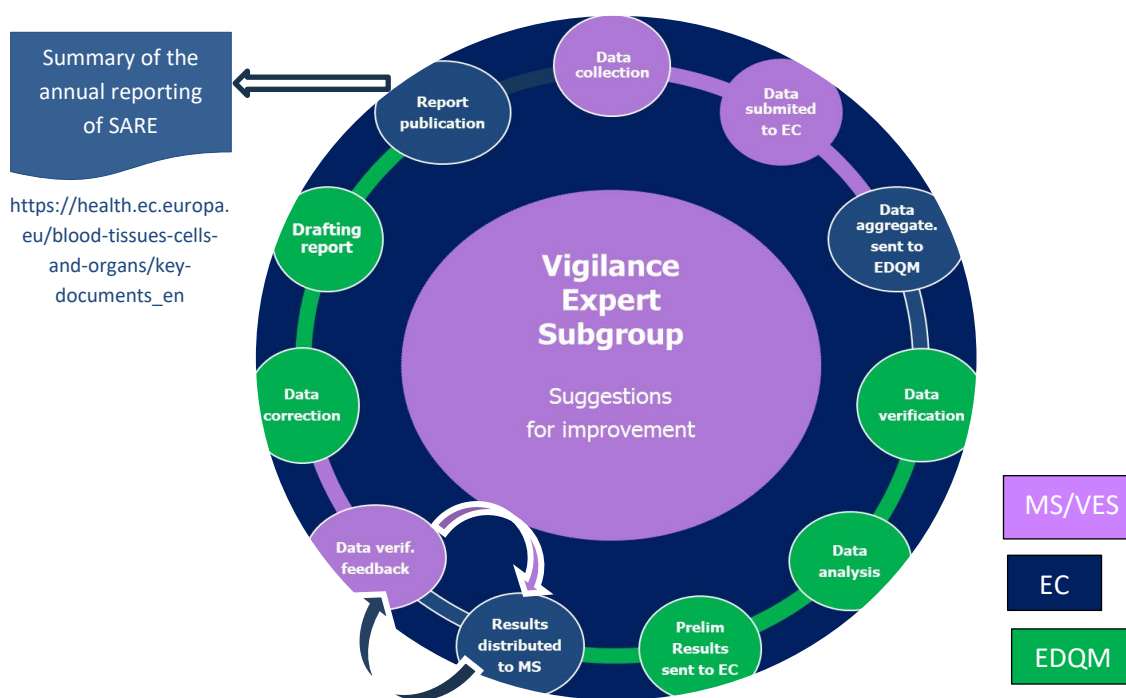 Summary of the
annual reporting
of SARE
https://health.ec.europa.
eu/blood-tissues-cells-
and-organs/key-
documents_en
Data
collection
Data
submited
to EC
Data
aggregate.
sent to
EDQM
Data
verification
Data
analysis
Prelim
Results
sent to EC
Results
distributed
to MS
Data verif.
feedback
Data
correction
Drafting
report
Report
publication
Vigilance
Expert
Subgroup
Suggestions
for improvement
MS/VES
EC
EDQM